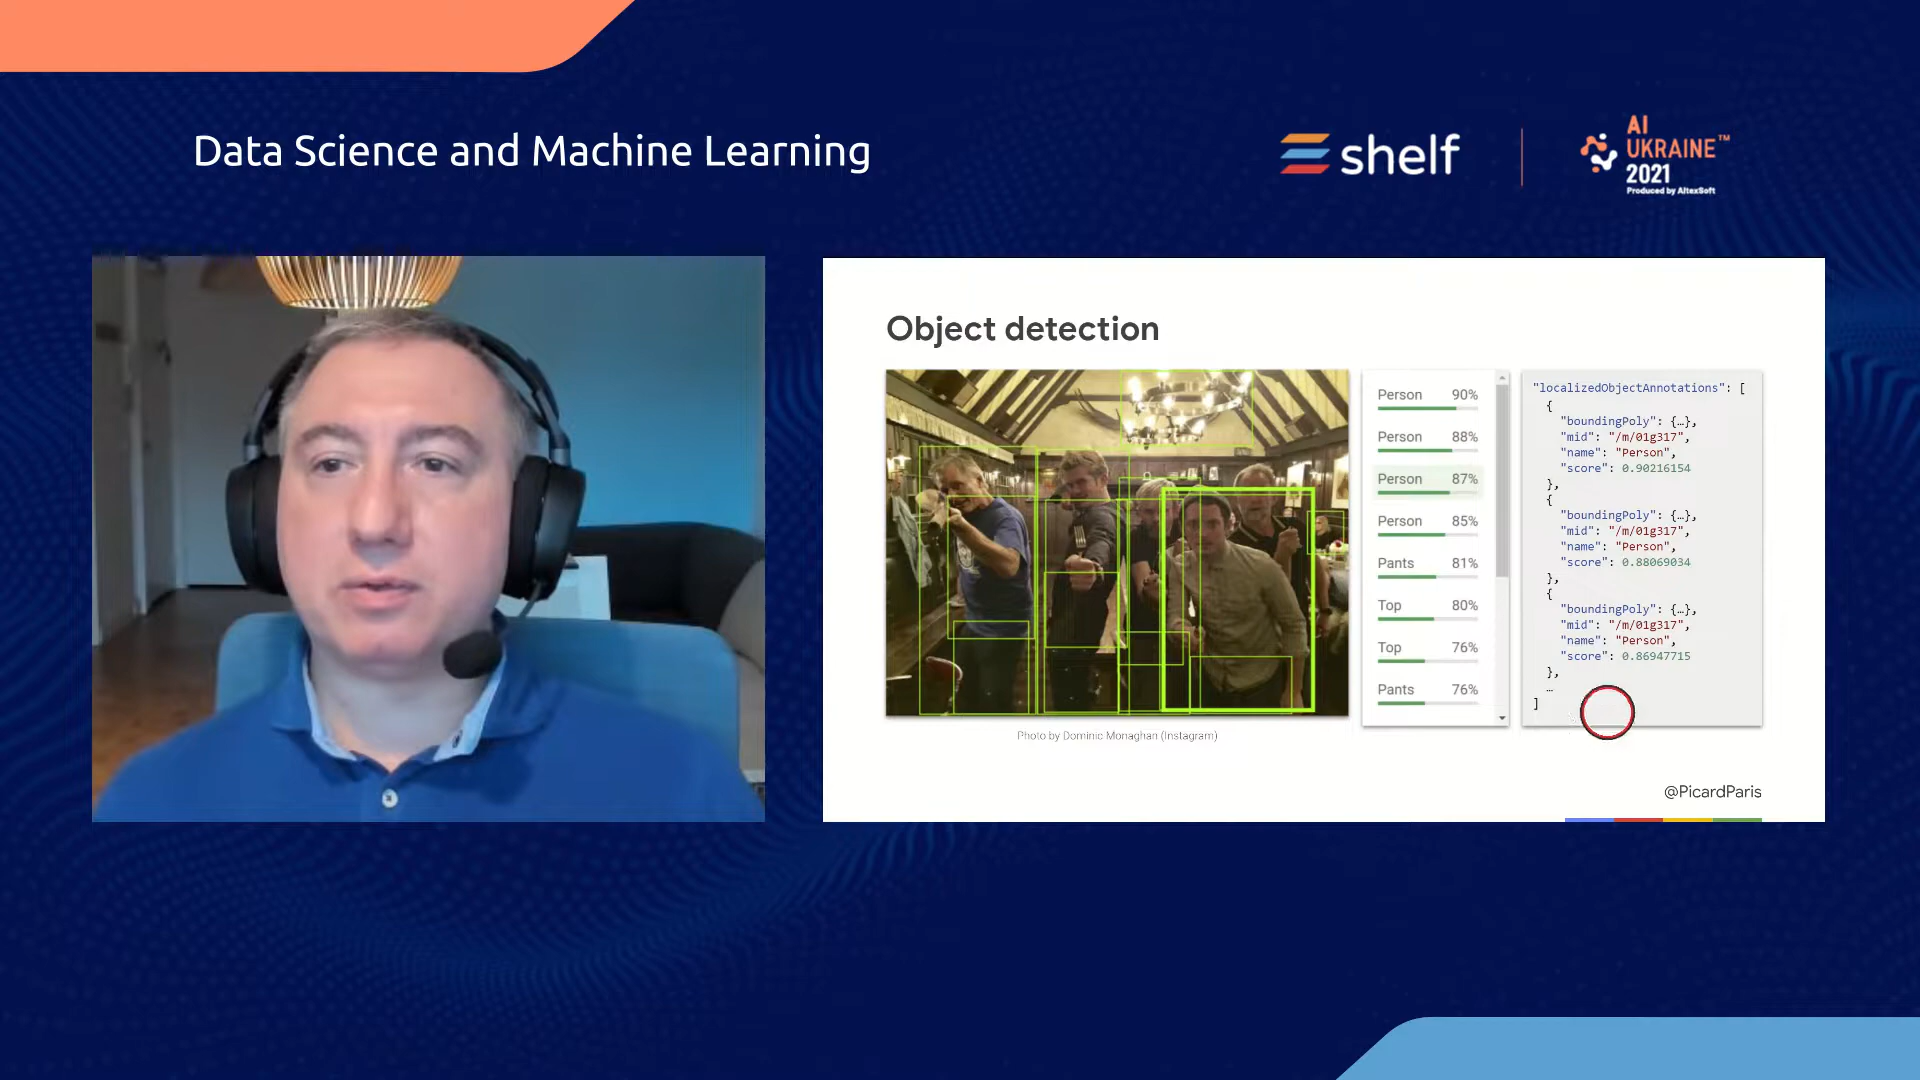 Data Science and Machine Learning
shelf
AI
UKRAINE™
2021
Produced by AltexSoft
Object detection
Person 90%
Person 88%
Person 87%
Person 85%
Pants 81%
Top 80%
Top 76%
Pants 76%
"localizedObjectAnnotations": [
{
"boundingPoly": {…},
"mid": "/m/01g317",
"name": "Person",
"score": 0.90216154
},
{
"boundingPoly": {…},
"mid": "/m/01g317",
"name": "Person",
"score": 0.88069034
},
{
"boundingPoly": {…},
"mid": "/m/01g317",
"name": "Person",
"score": 0.86947715
},
…
]
Photo by Dominic Monaghan (Instagram)
@PicardParis